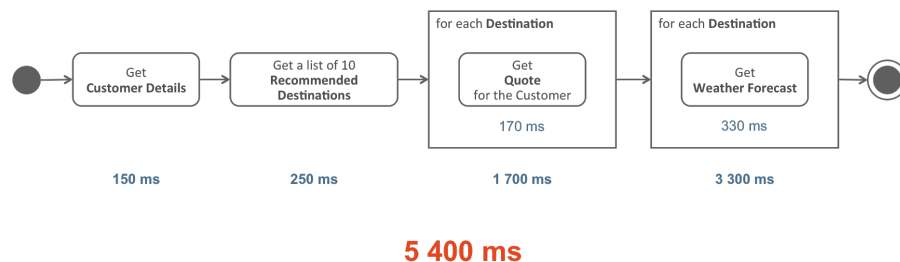 for each Destination
for each Destination
Get
Customer Details
Get a list of 10
Recommended
Destinations
Get
Quote
for the Customer
Get
Weather Forecast
170 ms
330 ms
150 ms
250 ms
1 700 ms
3 300 ms
5 400 ms